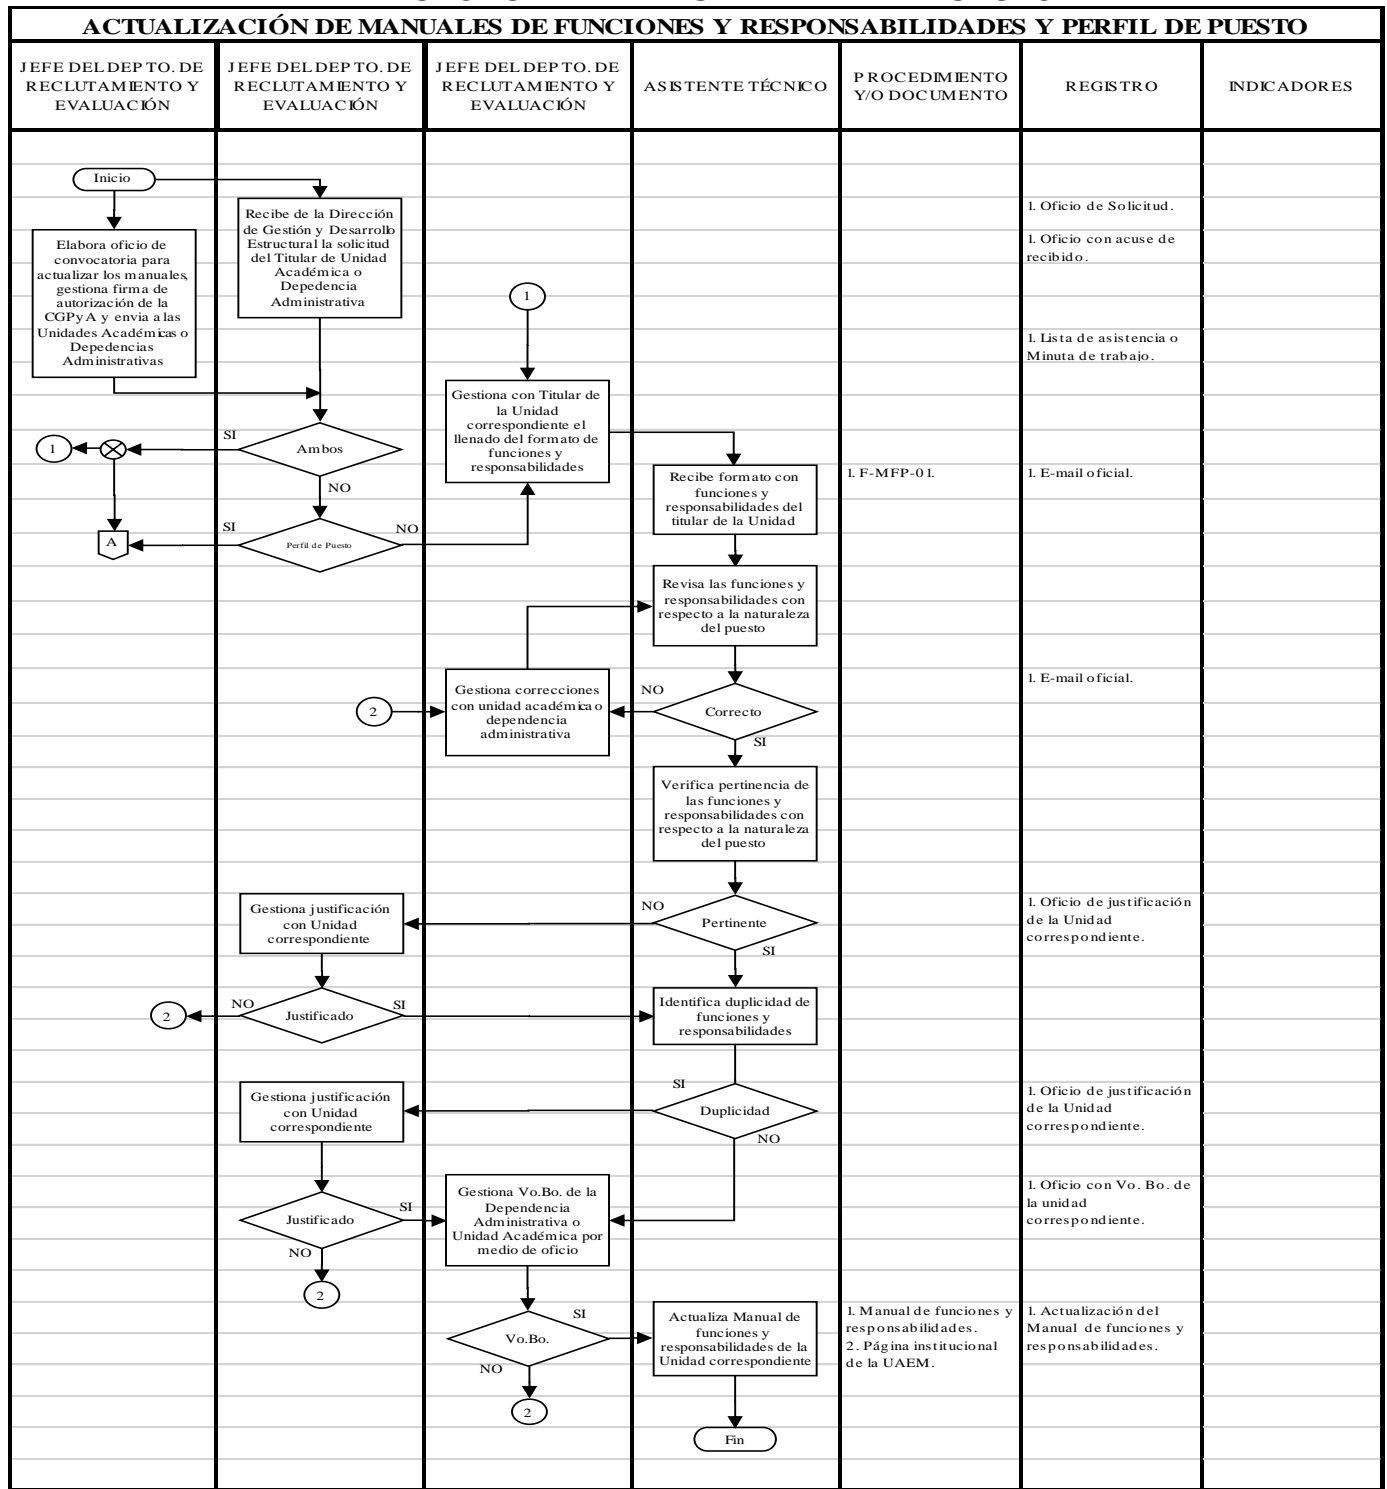 ACTUALIZACIÓN DE MANUALES DE FUNCIONES Y RESPONSABILIDADES Y PERFIL DE PUESTO
JEFE DEL DEPTO. DE
RECLUTAMIENTO Y
EVALUACIÓN
JEFE DEL DEPTO. DE
RECLUTAMIENTO Y
EVALUACIÓN
JEFE DEL DEPTO. DE
RECLUTAMIENTO Y
EVALUACIÓN
ASISTENTE TÉCNICO
PROCEDIMIENTO
Y/O DOCUMENTO
REGISTRO
INDICADORES
Inicio
Elabora oficio de
convocatoria para
actualizar los manuales,
gestiona firma de
autorización de la
CGPyA y envia a las
Unidades Académicas o
Depedencias
Administrativas
Recibe de la Dirección
de Gestión y Desarrollo
Estructural la solicitud
del Titular de Unidad
Académica o
Depedencia
Administrativa
1. Oficio de Solicitud.
1. Oficio con acuse de
recibido.
1
1. Lista de asistencia o
Minuta de trabajo.
Gestiona con Titular de
la Unidad
correspondiente el
llenado del formato de
funciones y
responsabilidades
SI
Ambos
1
NO
Recibe formato con
funciones y
responsabilidades del
titular de la Unidad
1. F-MFP-01.
1. E-mail oficial.
SI
Perfil de Puesto
NO
A
Revisa las funciones y
responsabilidades con
respecto a la naturaleza
del puesto
2
Gestiona correcciones
con unidad académica o
dependencia
administrativa
NO
Correcto
SI
1. E-mail oficial.
Verifica pertinencia de
las funciones y
responsabilidades con
respecto a la naturaleza
del puesto
Gestiona justificación
con Unidad
correspondiente
NO
Pertinente
SI
1. Oficio de justificación
de la Unidad
correspondiente.
2
NO
Justificado
SI
Identifica duplicidad de
funciones y
responsabilidades
Gestiona justificación
con Unidad
correspondiente
SI
Duplicidad
NO
1. Oficio de justificación
de la Unidad
correspondiente.
Justificado
SI
NO
2
Gestiona Vo.Bo. de la
Dependencia
Administrativa o
Unidad Académica por
medio de oficio
1. Oficio con Vo. Bo. de
la unidad
correspondiente.
Vo.Bo.
SI
NO
2
Actualiza Manual de
funciones y
responsabilidades de la
Unidad correspondiente
1. Manual de funciones y
responsabilidades.
2. Página institucional
de la UAEM.
1. Actualización del
Manual de funciones y
responsabilidades.
Fin